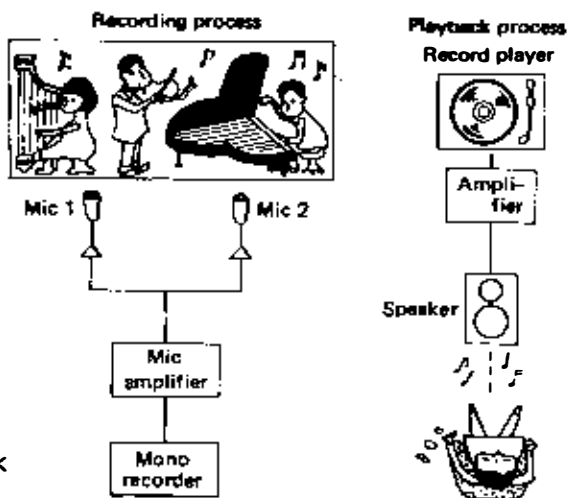 Recording process
Mic 1
Mic 2
Mic
amplifier
Mono
recorder
k
Playback process
Record player
Ampli-
fier
Speaker